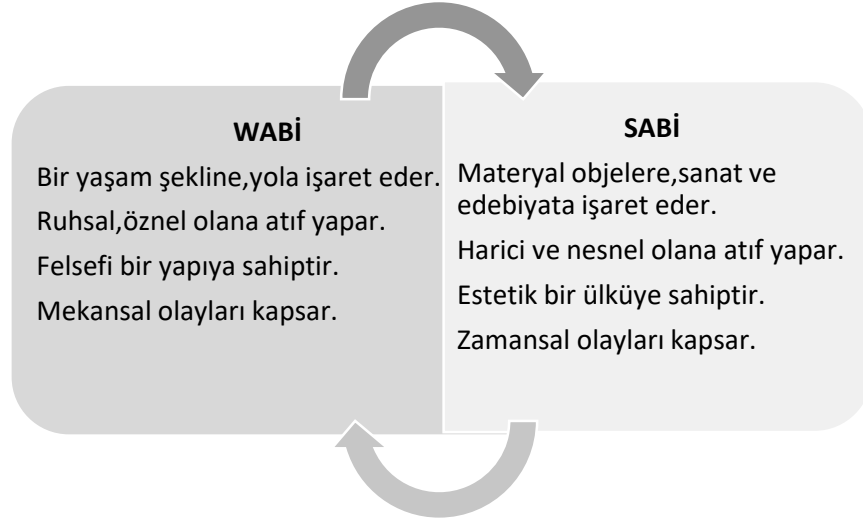 WABİ
Bir yaşam şekline,yola işaret eder.
Ruhsal,öznel olana atıf yapar.
Felsefi bir yapıya sahiptir.
Mekansal olayları kapsar.
SABİ
Materyal objelere,sanat ve
edebiyata işaret eder.
Harici ve nesnel olana atıf yapar.
Estetik bir ülküye sahiptir.
Zamansal olayları kapsar.